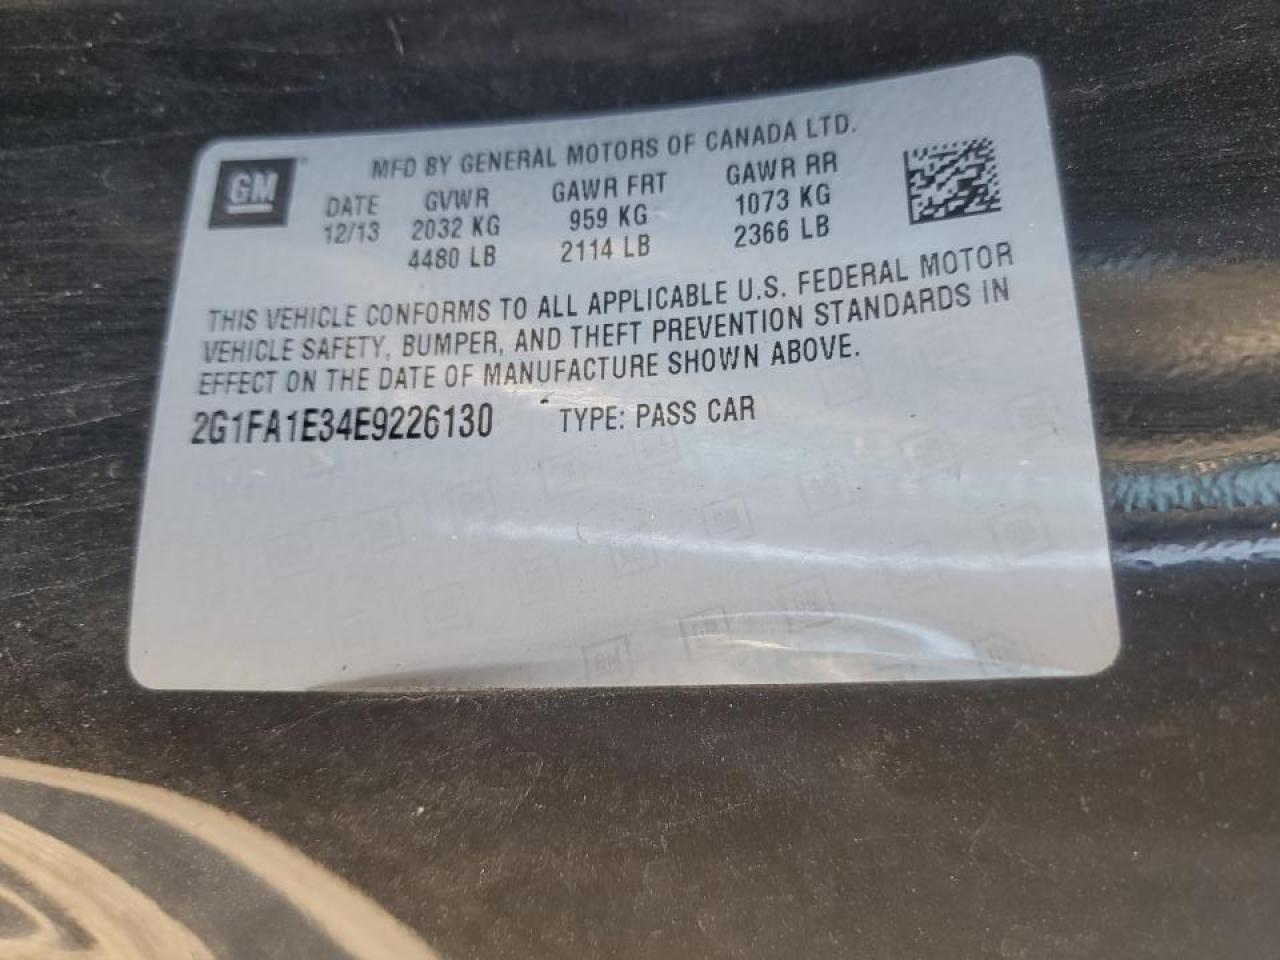 GM
MFD BY GENERAL MOTORS OF CANADA LTD.
DATE GVWR GAWR FRT GAWR RR
12/13 2032 KG 959 KG 1073 KG
4480 LB 2114 LB 2366 LB
THIS VEHICLE CONFORMS TO ALL APPLICABLE U.S. FEDERAL MOTOR
VEHICLE SAFETY, BUMPER, AND THEFT PREVENTION STANDARDS IN
EFFECT ON THE DATE OF MANUFACTURE SHOWN ABOVE.
2G1FA1E34E9226130 TYPE: PASS CAR